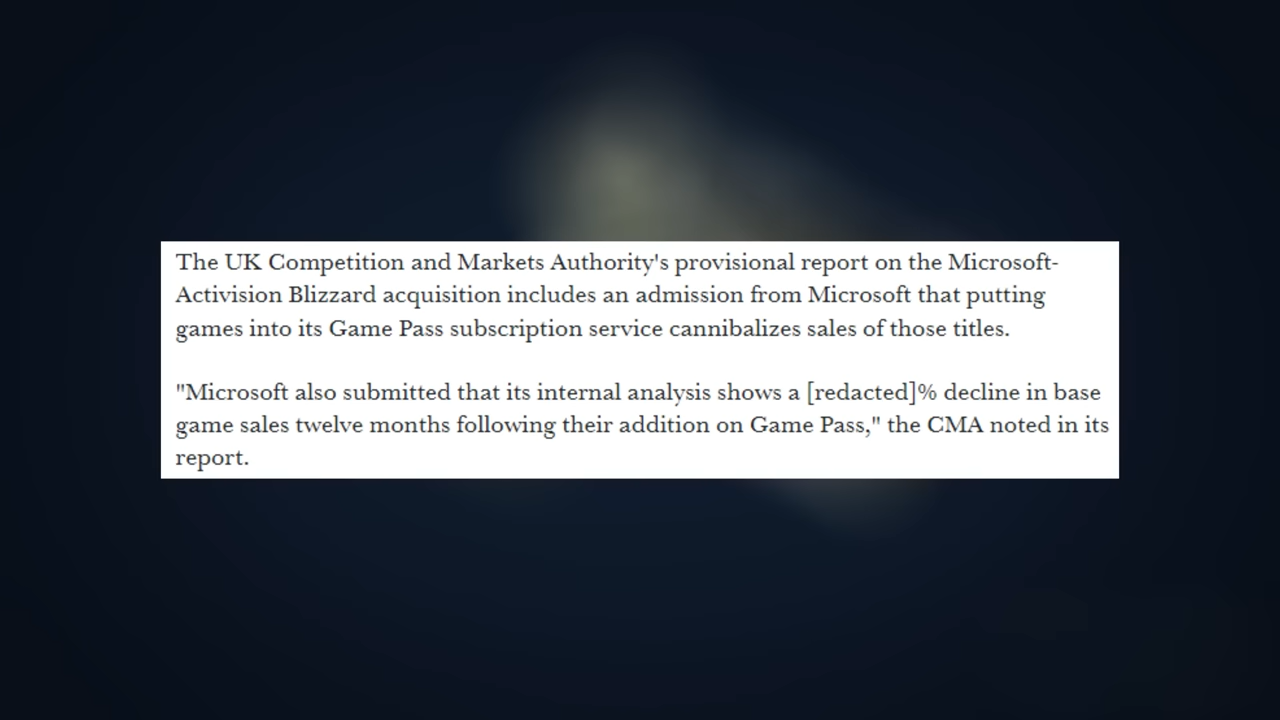 The UK Competition and Markets Authority's provisional report on the Microsoft-
Activision Blizzard acquisition includes an admission from Microsoft that putting
games into its Game Pass subscription service cannibalizes sales of those titles.
"Microsoft also submitted that its internal analysis shows a [redacted]% decline in base
game sales twelve months following their addition on Game Pass," the CMA noted in its
report.